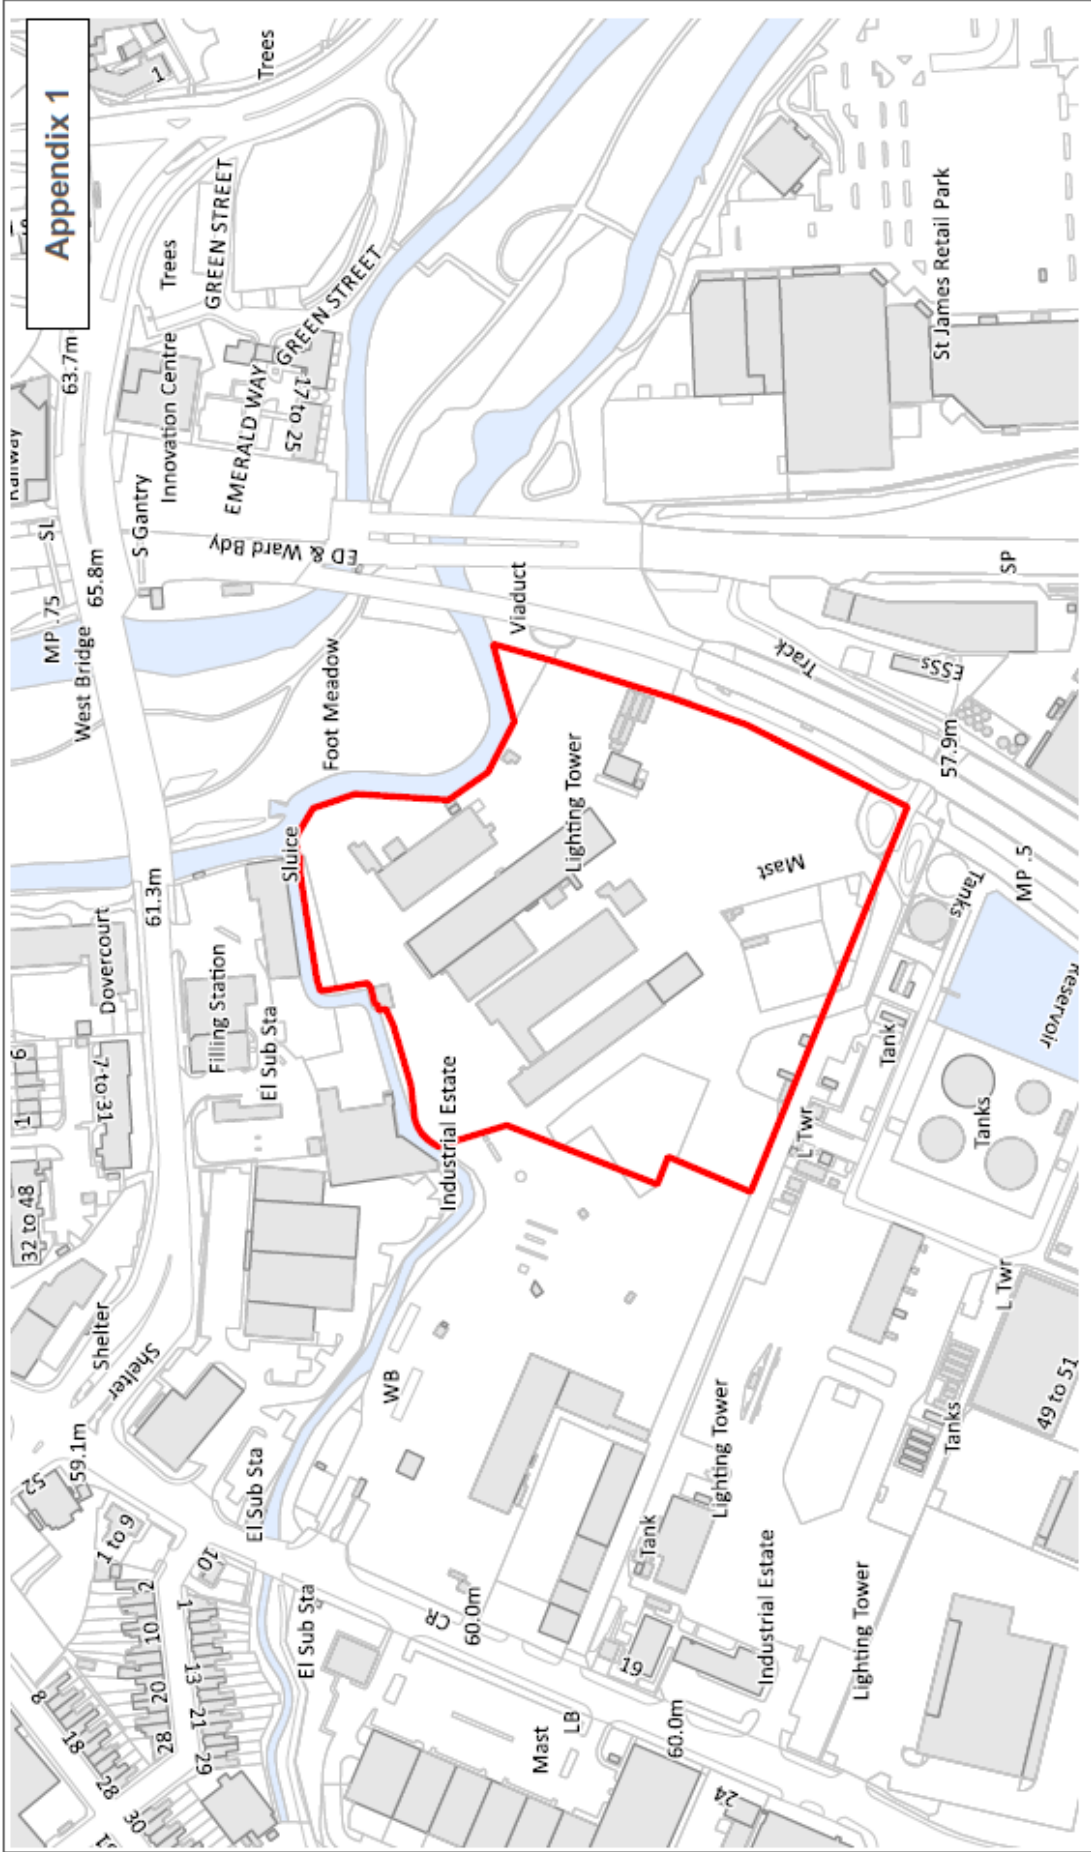 Appendix 1
1
Trees
Trees
GREEN STREET
GREEN STREET
63.7m
Innovation Centre
EMERALD WAY
17 to 25
St James Retail Park
Railway
SL
S Gantry
MP .75
65.8m
West Bridge
ED & Ward Bdy
Viaduct
SP
Foot Meadow
Track
ESSs
57.9m
Sluice
Lighting Tower
Mast
MP .5
61.3m
Tanks
Reservoir
Dovercourt
Filling Station
El Sub Sta
Tank
6
1
7 to 31
Tanks
Industrial Estate
L Twr
32 to 48
L Twr
Shelter
Shelter
WB
49 to 51
Lighting Tower
Tanks
52
59.1m
El Sub Sta
1 to 9
10
Tank
2
10
20
28
1
13
21
29
El Sub Sta
CR
60.0m
Industrial Estate
Lighting Tower
19
8
18
28
30
Mast
LB
60.0m
24